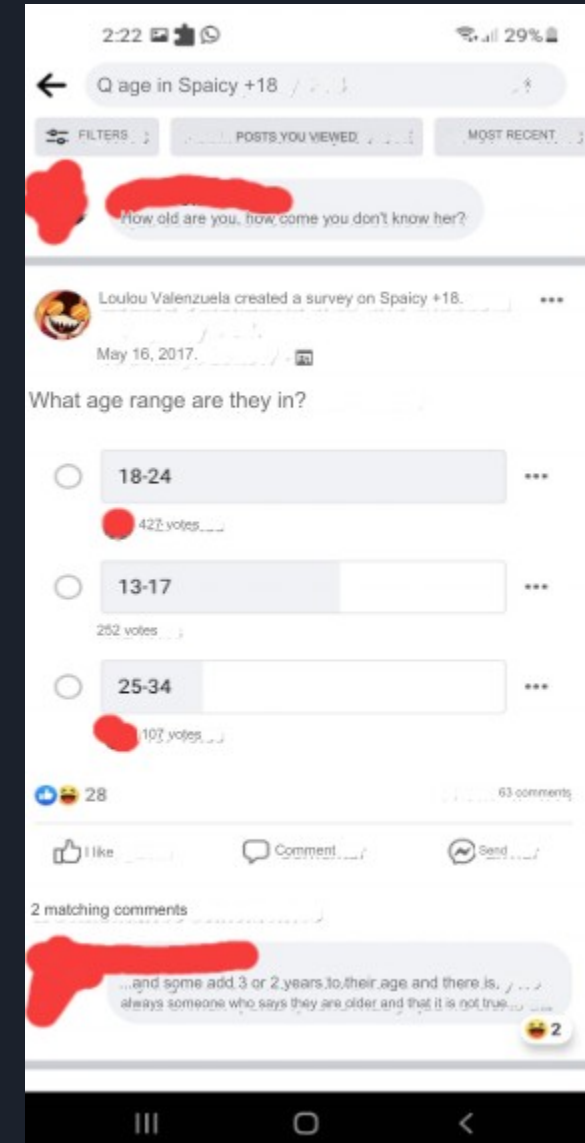 2:22 29%
Q age in Spaicy +18
FILTERS POSTS YOU VIEWED MOST RECENT
How old are you, how come you don't know her?
Loulou Valenzuela created a survey on Spaicy +18.
May 16, 2017.
What age range are they in?
18-24
427 votes
13-17
252 votes
25-34
107 votes
28 63 comments
I like Comment Send
2 matching comments
...and some add 3 or 2 years to their age and there is
always someone who says they are older and that it is not true...
2